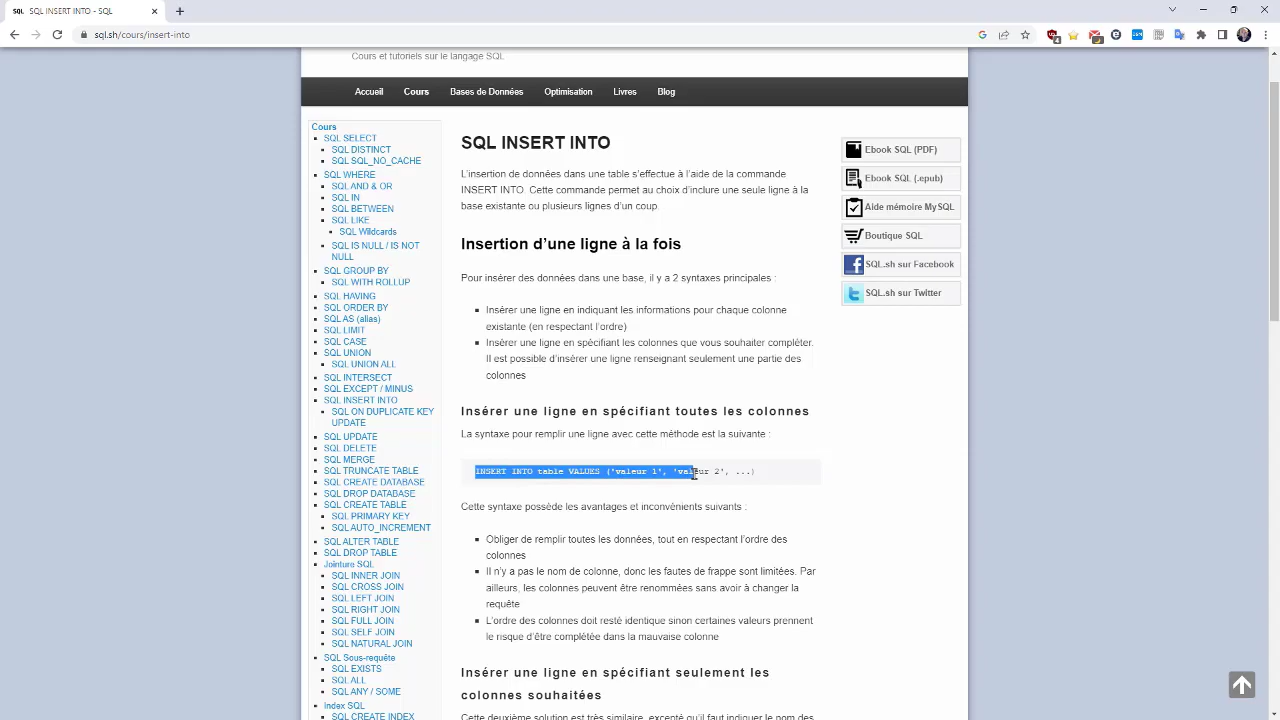 SQL INSERT INTO - SQL
sql.sh/cours/insert-into
Cours et tutoriels sur le langage SQL
Accueil Cours Bases de Données Optimisation Livres Blog
Cours
SQL SELECT
SQL DISTINCT
SQL SQL_NO_CACHE
SQL WHERE
SQL AND & OR
SQL IN
SQL BETWEEN
SQL LIKE
SQL Wildcards
SQL IS NULL / IS NOT
NULL
SQL GROUP BY
SQL WITH ROLLUP
SQL HAVING
SQL ORDER BY
SQL AS (alias)
SQL LIMIT
SQL CASE
SQL UNION
SQL UNION ALL
SQL INTERSECT
SQL EXCEPT / MINUS
SQL INSERT INTO
SQL ON DUPLICATE KEY
UPDATE
SQL UPDATE
SQL DELETE
SQL MERGE
SQL TRUNCATE TABLE
SQL CREATE DATABASE
SQL DROP DATABASE
SQL CREATE TABLE
SQL PRIMARY KEY
SQL AUTO_INCREMENT
SQL ALTER TABLE
SQL DROP TABLE
Jointure SQL
SQL INNER JOIN
SQL CROSS JOIN
SQL LEFT JOIN
SQL RIGHT JOIN
SQL FULL JOIN
SQL SELF JOIN
SQL NATURAL JOIN
SQL Sous-requête
SQL EXISTS
SQL ALL
SQL ANY / SOME
Index SQL
SQL CREATE INDEX
SQL INSERT INTO
L'insertion de données dans une table s'effectue à l'aide de la commande
INSERT INTO. Cette commande permet au choix d'inclure une seule ligne à la
base existante ou plusieurs lignes d'un coup.
Insertion d'une ligne à la fois
Pour insérer des données dans une base, il y a 2 syntaxes principales :
Insérer une ligne en indiquant les informations pour chaque colonne
existante (en respectant l'ordre)
Insérer une ligne en spécifiant les colonnes que vous souhaiter compléter.
Il est possible d'insérer une ligne renseignant seulement une partie des
colonnes
Insérer une ligne en spécifiant toutes les colonnes
La syntaxe pour remplir une ligne avec cette méthode est la suivante :
INSERT INTO table VALUES ('valeur 1', 'valeur 2', ...)
Cette syntaxe possède les avantages et inconvénients suivants :
Obliger de remplir toutes les données, tout en respectant l'ordre des
colonnes
Il n'y a pas le nom de colonne, donc les fautes de frappe sont limitées. Par
ailleurs, les colonnes peuvent être renommées sans avoir à changer la
requête
L'ordre des colonnes doit resté identique sinon certaines valeurs prennent
le risque d'être complétée dans la mauvaise colonne
Insérer une ligne en spécifiant seulement les
colonnes souhaitées
Cette deuxième solution est très similaire, excepté qu'il faut indiquer le nom des
Ebook SQL (PDF)
Ebook SQL (.epub)
Aide mémoire MySQL
Boutique SQL
SQL.sh sur Facebook
SQL.sh sur Twitter